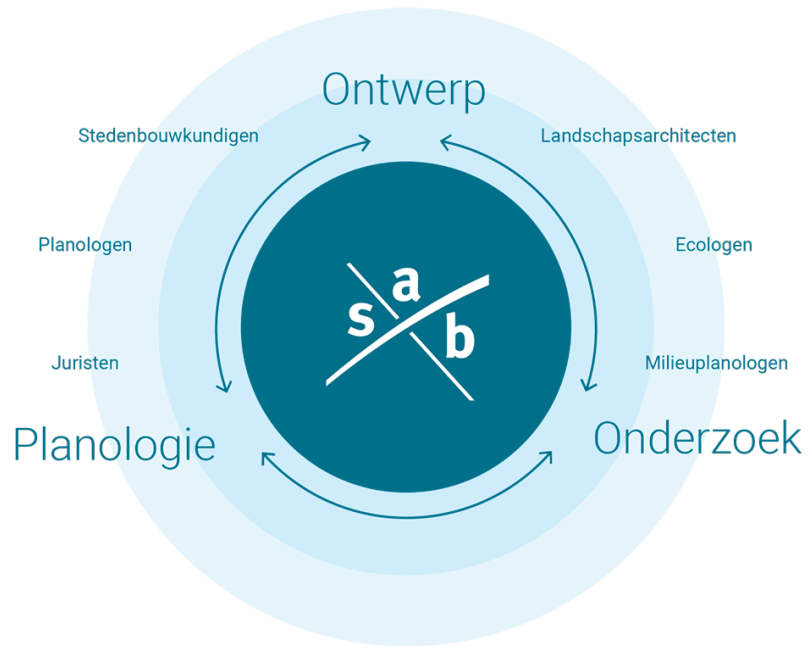 Ontwerp
Stedenbouwkundigen
Landschapsarchitecten
Planologen
Ecologen
s a b
Juristen
Milieuplanologen
Planologie
Onderzoek